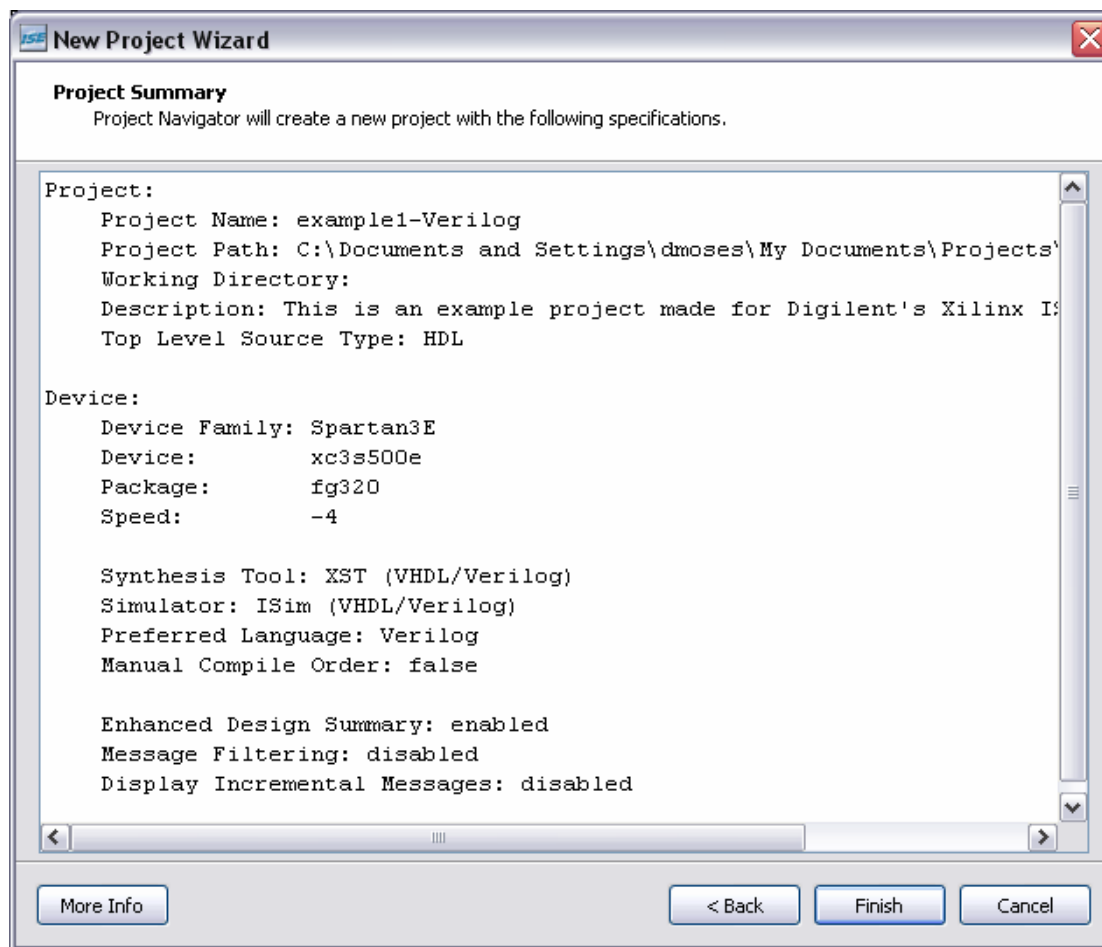 ISE New Project Wizard
Project Summary
Project Navigator will create a new project with the following specifications.
Project:
Project Name: example1-Verilog
Project Path: C:\Documents and Settings\dmoses\My Documents\Projects\
Working Directory:
Description: This is an example project made for Digilent's Xilinx
Top Level Source Type: HDL
Device:
Device Family: Spartan3E
Device: xc3s500e
Package: fg320
Speed: -4
Synthesis Tool: XST (VHDL/Verilog)
Simulator: ISim (VHDL/Verilog)
Preferred Language: Verilog
Manual Compile Order: false
Enhanced Design Summary: enabled
Message Filtering: disabled
Display Incremental Messages: disabled
More Info
< Back
Finish
Cancel